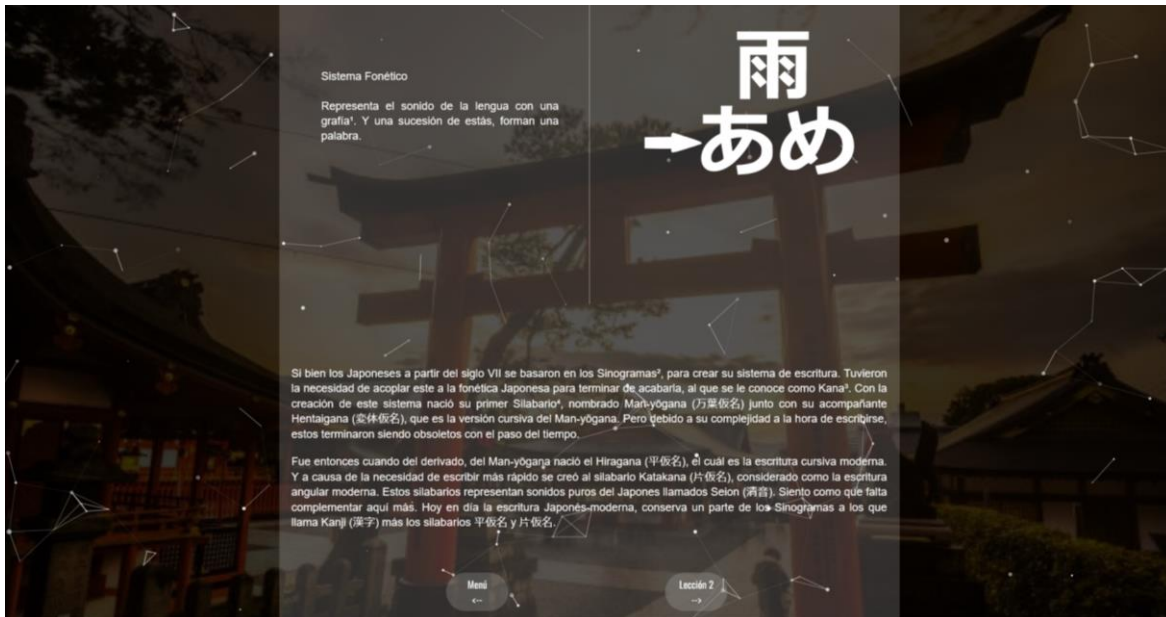 Sistema Fonético
Representa el sonido de la lengua con una
grafía¹. Y una sucesión de estás, forman una
palabra.
雨
➡あめ
Si bien los Japoneses a partir del siglo VII se basaron en los Sinogramas², para crear su sistema de escritura. Tuvieron
la necesidad de acoplar este a la fonética Japonesa para terminar de acabarla, al que se le conoce como Kana³. Con la
creación de este sistema nació su primer Silabario⁴, nombrado Man-yōgana (万葉仮名) junto con su acompañante
Hentaigana (変体仮名), que es la versión cursiva del Man-yōgana. Pero debido a su complejidad a la hora de escribirse,
estos terminaron siendo obsoletos con el paso del tiempo.
Fue entonces cuando del derivado, del Man-yōgana nació el Hiragana (平仮名), el cuál es la escritura cursiva moderna.
Y a causa de la necesidad de escribir más rápido se creó al silabario Katakana (片仮名), considerado como la escritura
angular moderna. Estos silabarios representan sonidos puros del Japones llamados Seion (清音). Siento como que falta
complementar aquí más. Hoy en día la escritura Japonés-moderna, conserva un parte de los Sinogramas a los que
llama Kanji (漢字) más los silabarios 平仮名 y 片仮名.
Menú
<--
Lección 2
-->